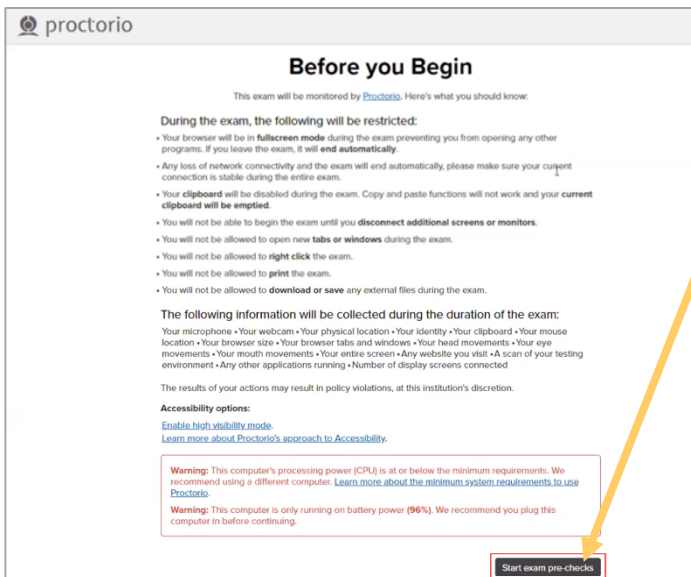 proctorio
Before you Begin
This exam will be monitored by Proctorio. Here's what you should know:
During the exam, the following will be restricted:
• Your browser will be in fullscreen mode during the exam preventing you from opening any other
programs. If you leave the exam, it will end automatically.
• Any loss of network connectivity and the exam will end automatically, please make sure your current
connection is stable during the entire exam.
• Your clipboard will be disabled during the exam. Copy and paste functions will not work and your current
clipboard will be emptied.
• You will not be able to begin the exam until you disconnect additional screens or monitors.
• You will not be allowed to open new tabs or windows during the exam.
• You will not be allowed to right click the exam.
• You will not be allowed to print the exam.
• You will not be allowed to download or save any external files during the exam.
The following information will be collected during the duration of the exam:
Your microphone • Your webcam • Your physical location • Your identity • Your clipboard • Your mouse
location • Your browser size • Your browser tabs and windows • Your head movements • Your eye
movements • Your mouth movements • Your entire screen • Any website you visit • A scan of your testing
environment • Any other applications running • Number of display screens connected
The results of your actions may result in policy violations, at this institution's discretion.
Accessibility options:
Enable high visibility mode.
Learn more about Proctorio's approach to Accessibility.
Warning: This computer's processing power (CPU) is at or below the minimum requirements. We
recommend using a different computer. Learn more about the minimum system requirements to use
Proctorio.
Warning: This computer is only running on battery power (96%). We recommend you plug this
computer in before continuing.
Start exam pre-checks